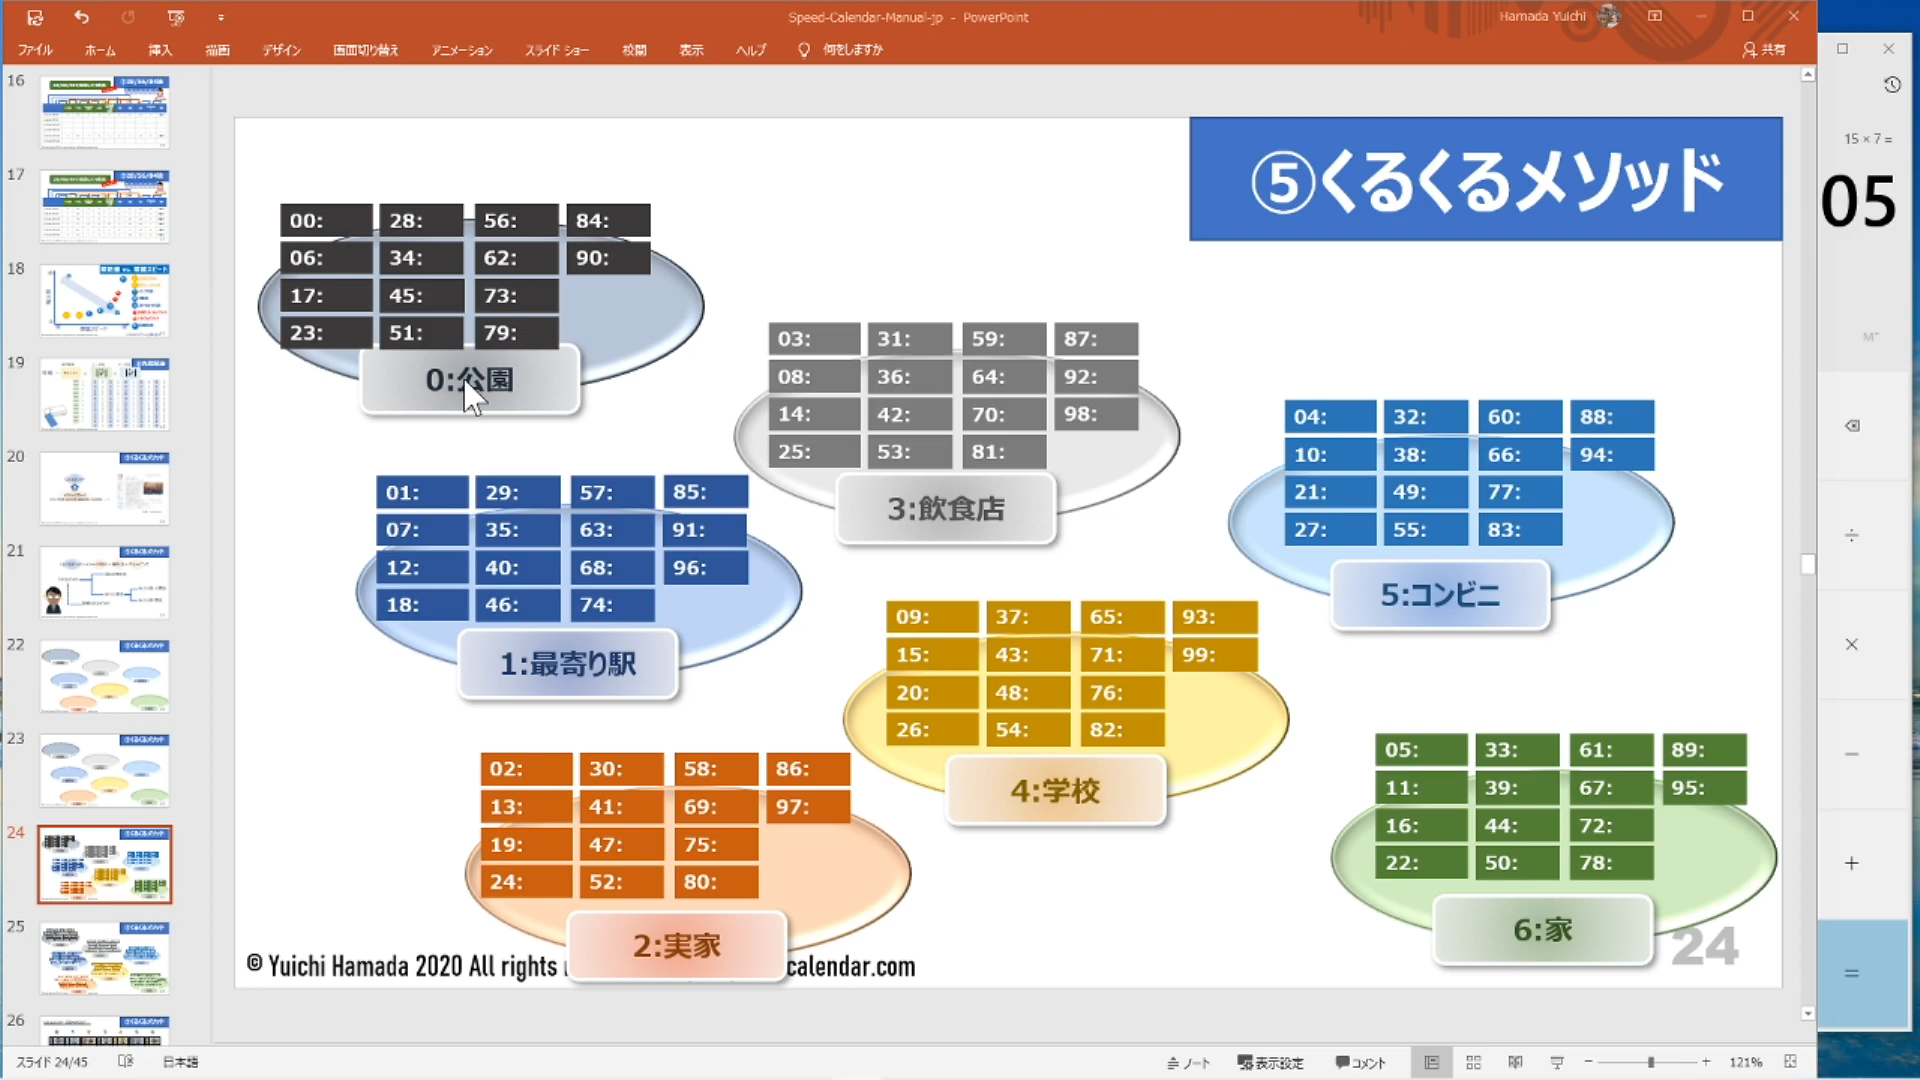 Speed-Calendar-Manual-jp - PowerPoint
Hamada Yuichi
ファイル ホーム 挿入 描画 デザイン 画面切り替え アニメーション スライド ショー 校閲 表示 ヘルプ 何をしますか 共有
⑤くるくるメソッド
00: 28: 56: 84:
06: 34: 62: 90:
17: 45: 73:
23: 51: 79:
0:公園
03: 31: 59: 87:
08: 36: 64: 92:
14: 42: 70: 98:
25: 53: 81:
3:飲食店
04: 32: 60: 88:
10: 38: 66: 94:
21: 49: 77:
27: 55: 83:
5:コンビニ
01: 29: 57: 85:
07: 35: 63: 91:
12: 40: 68: 96:
18: 46: 74:
1:最寄り駅
09: 37: 65: 93:
15: 43: 71: 99:
20: 48: 76:
26: 54: 82:
4:学校
02: 30: 58: 86:
13: 41: 69: 97:
19: 47: 75:
24: 52: 80:
2:実家
05: 33: 61: 89:
11: 39: 67: 95:
16: 44: 72:
22: 50: 78:
6:家
24
© Yuichi Hamada 2020 All rights
calendar.com
16
17
18
19
20
21
22
23
24
25
26
15 × 7 =
05
M⁺
÷
×
−
+
=
スライド 24/45 日本語
ノート 表示設定 コメント 121%